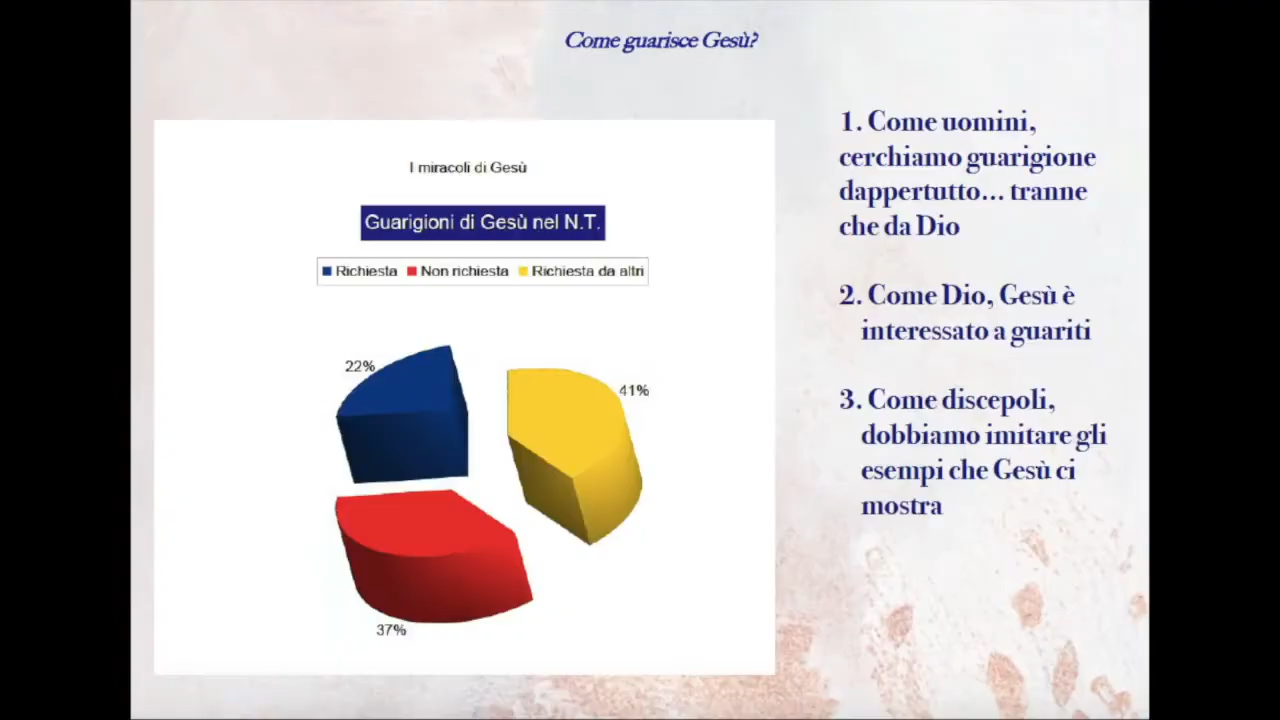 Come guarisce Gesù?
I miracoli di Gesù
Guarigioni di Gesù nel N.T.
Richiesta Non richiesta Richiesta da altri
22%
41%
37%
1. Come uomini,
cerchiamo guarigione
dappertutto... tranne
che da Dio
2. Come Dio, Gesù è
interessato a guariti
3. Come discepoli,
dobbiamo imitare gli
esempi che Gesù ci
mostra